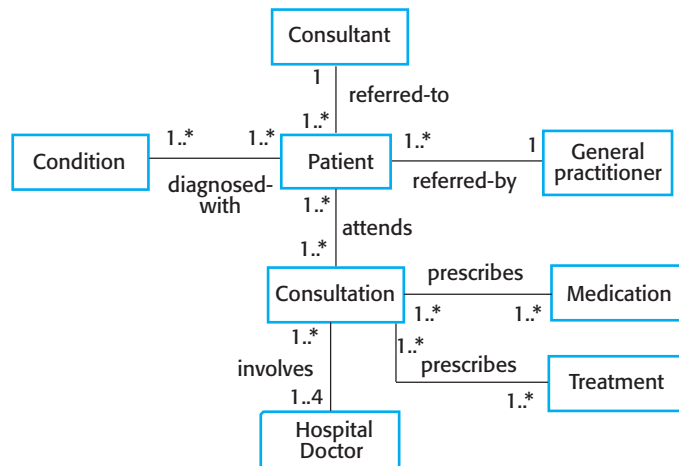 Consultant
1
referred-to
1..*
1..*
1..*
1..*
1
Condition
Patient
General
practitioner
diagnosed-
with
referred-by
1..*
attends
1..*
prescribes
Consultation
Medication
1..*
1..*
1..*
1..*
involves
prescribes
Treatment
1..4
1..*
Hospital
Doctor